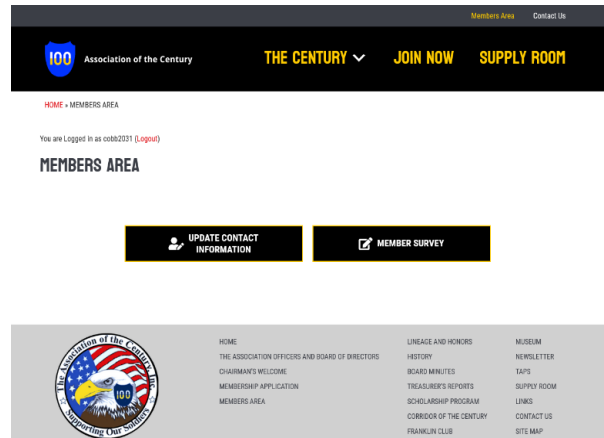 Members Area Contact Us
100 Association of the Century THE CENTURY JOIN NOW SUPPLY ROOM
HOME » MEMBERS AREA
You are Logged in as cobb2031 (Logout)
MEMBERS AREA
UPDATE CONTACT
INFORMATION
MEMBER SURVEY
The Association of the Century, Inc.
100
Supporting Our Soldiers
HOME
THE ASSOCIATION OFFICERS AND BOARD OF DIRECTORS
CHAIRMAN'S WELCOME
MEMBERSHIP APPLICATION
MEMBERS AREA
LINEAGE AND HONORS
HISTORY
BOARD MINUTES
TREASURER'S REPORTS
SCHOLARSHIP PROGRAM
CORRIDOR OF THE CENTURY
FRANKLIN CLUB
MUSEUM
NEWSLETTER
TAPS
SUPPLY ROOM
LINKS
CONTACT US
SITE MAP